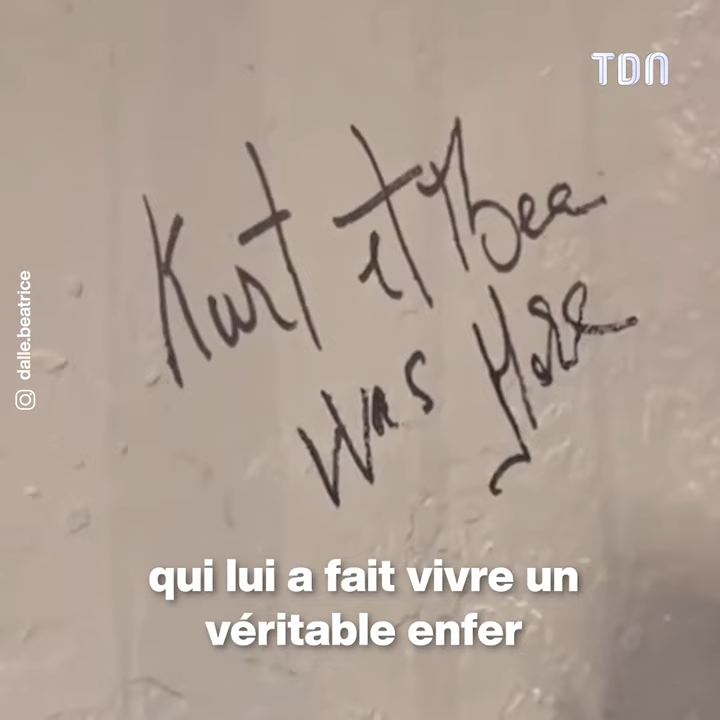 TDN
Kurt et Bea
was Here
dalle.beatrice
qui lui a fait vivre un
véritable enfer